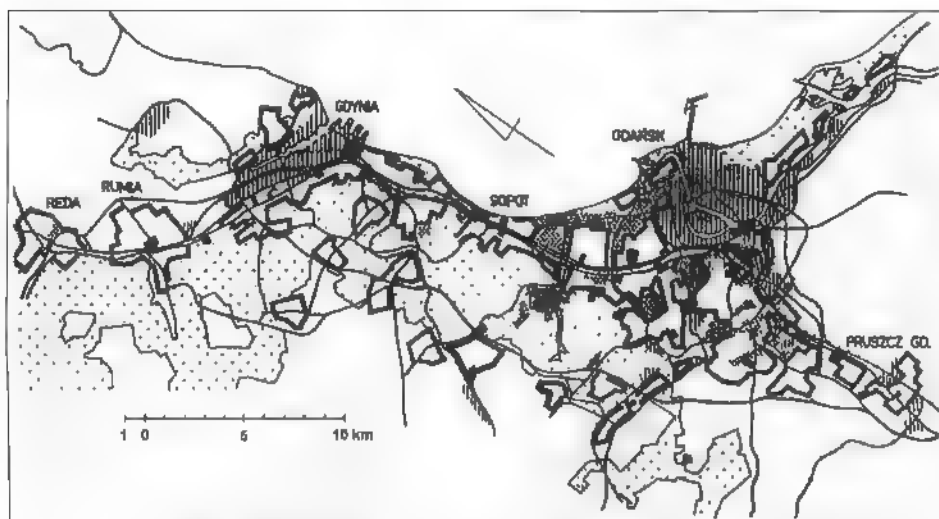 GDYNIA
GDAŃSK
RUMIA
REDA
SOPOT
PRUSZCZ GD.
1 0 5 10 km